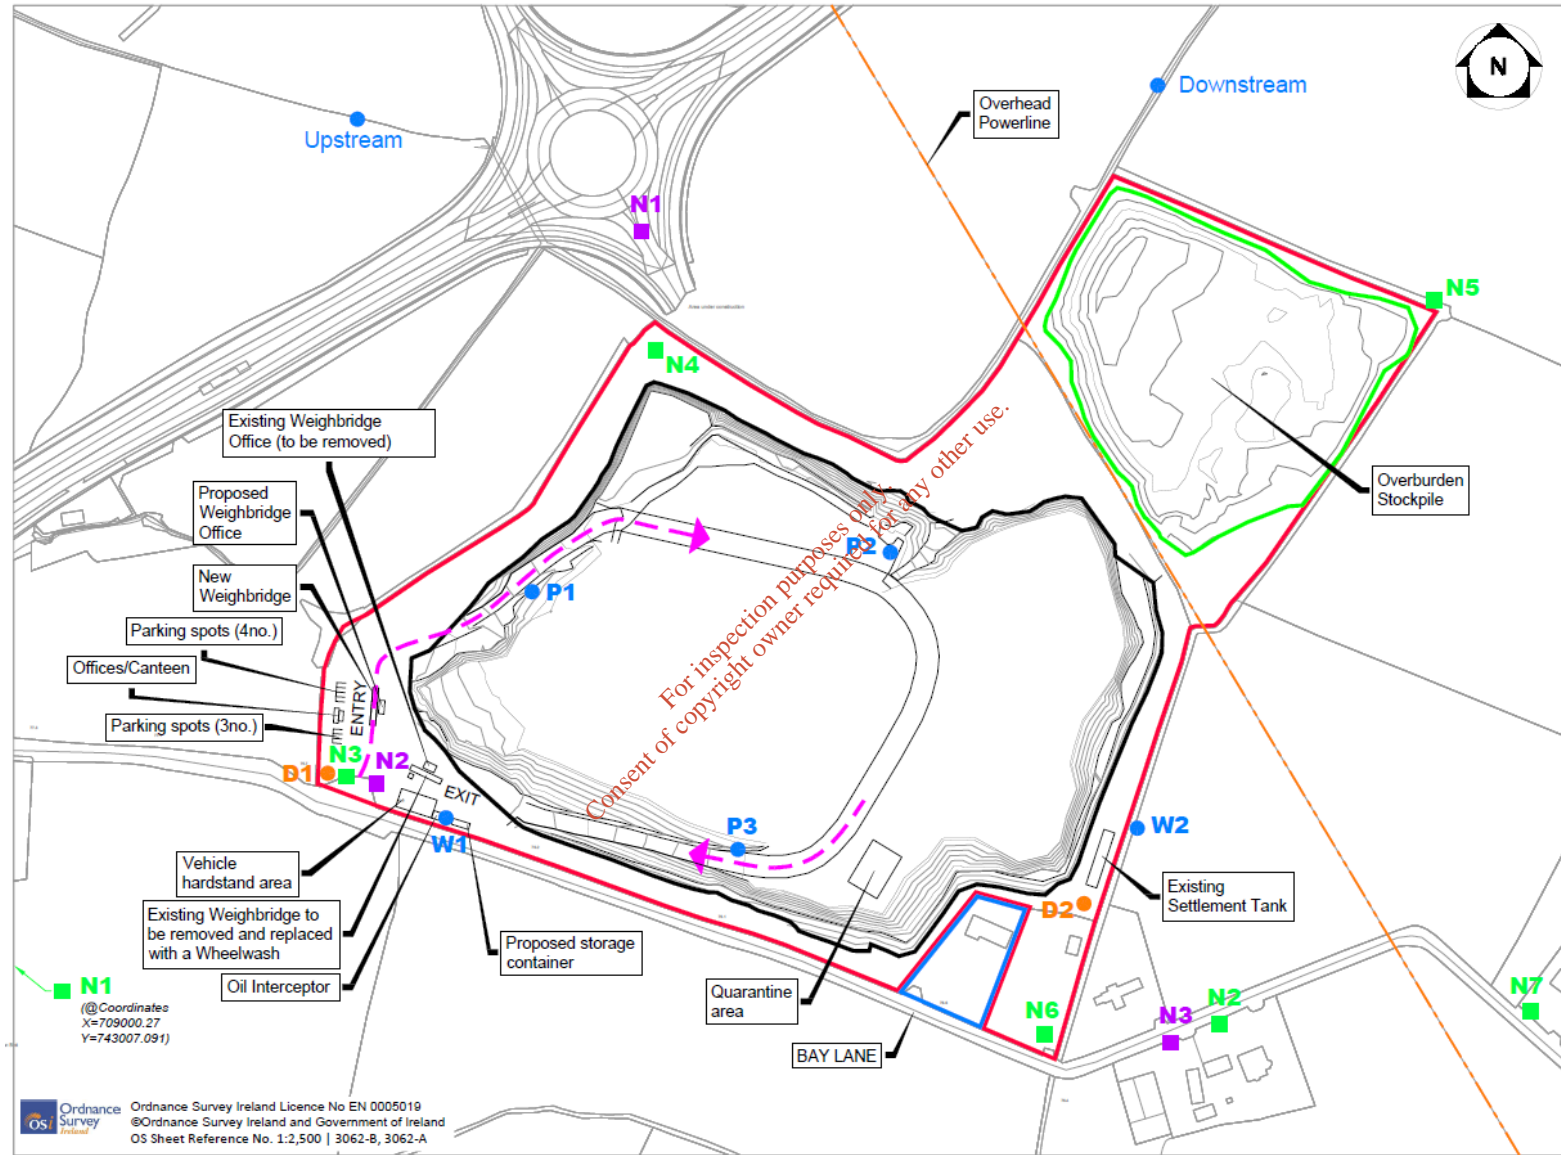 N
Downstream
Overhead
Powerline
Upstream
N1
N5
Area under construction
N4
Existing Weighbridge
Office (to be removed)
Overburden
Stockpile
Proposed
Weighbridge
Office
P2
New
Weighbridge
P1
Parking spots (4no.)
Offices/Canteen
Parking spots (3no.)
ENTRY
For inspection purposes only.
Consent of copyright owner required for any other use.
D1
N3
N2
EXIT
W1
P3
W2
Vehicle
hardstand area
Existing
Settlement Tank
D2
Existing Weighbridge to
be removed and replaced
with a Wheelwash
Proposed storage
container
Oil Interceptor
Quarantine
area
N1
(@Coordinates
X=709000.27
Y=743007.091)
N6
N3
N2
N7
BAY LANE
OSi
Ordnance
Survey
Ireland
Ordnance Survey Ireland Licence No EN 0005019
©Ordnance Survey Ireland and Government of Ireland
OS Sheet Reference No. 1:2,500 | 3062-B, 3062-A